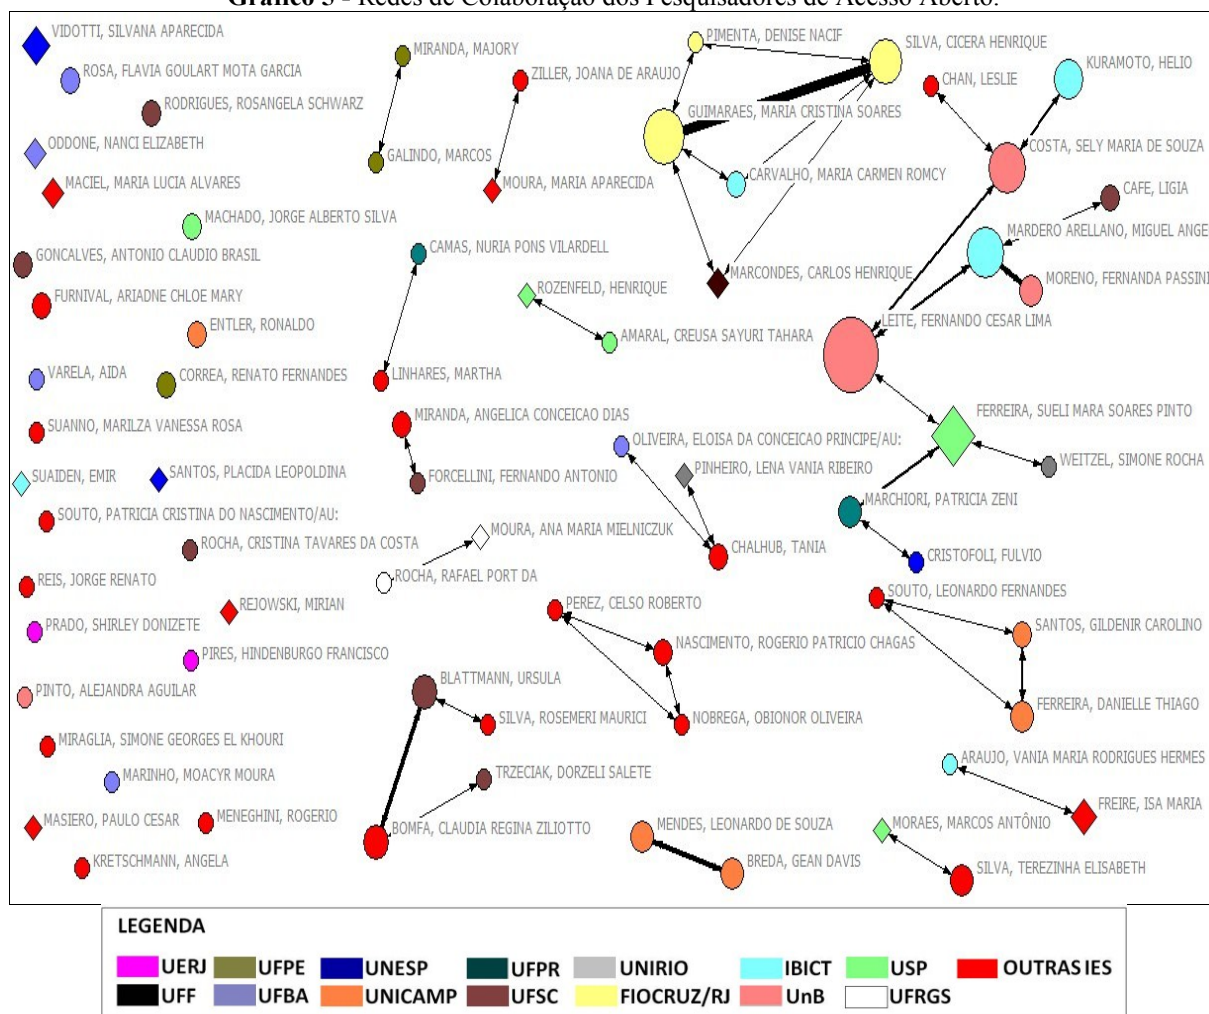 Gráfico 3 - Redes de Colaboração dos Pesquisadores de Acesso Aberto.
VIDOTTI, SILVANA APARECIDA
ROSA, FLAVIA GOULART MOTA GARCIA
RODRIGUES, ROSANGELA SCHWARZ
ODDONE, NANCI ELIZABETH
MACIEL, MARIA LUCIA ALVARES
MACHADO, JORGE ALBERTO SILVA
GONCALVES, ANTONIO CLAUDIO BRASIL
FURNIVAL, ARIADNE CHLOE MARY
ENTLER, RONALDO
VARELA, AIDA
CORREA, RENATO FERNANDES
SUANNO, MARILZA VANESSA ROSA
SUAIDEN, EMIR
SANTOS, PLACIDA LEOPOLDINA
SOUTO, PATRICIA CRISTINA DO NASCIMENTO/AU:
ROCHA, CRISTINA TAVARES DA COSTA
REIS, JORGE RENATO
REJOWSKI, MIRIAN
PRADO, SHIRLEY DONIZETE
PIRES, HINDENBURGO FRANCISCO
PINTO, ALEJANDRA AGUILAR
MIRAGLIA, SIMONE GEORGES EL KHOURI
MARINHO, MOACYR MOURA
MASIERO, PAULO CESAR
MENEGHINI, ROGERIO
KRETSCHMANN, ANGELA
MIRANDA, MAJORY
ZILLER, JOANA DE ARAUJO
GALINDO, MARCOS
MOURA, MARIA APARECIDA
CAMAS, NURIA PONS VILARDELL
ROZENFELD, HENRIQUE
AMARAL, CREUSA SAYURI TAHARA
LINHARES, MARTHA
MIRANDA, ANGELICA CONCEICAO DIAS
FORCELLINI, FERNANDO ANTONIO
OLIVEIRA, ELOISA DA CONCEICAO PRINCIPE/AU:
PINHEIRO, LENA VANIA RIBEIRO
MOURA, ANA MARIA MIELNICZUK
CHALHUB, TANIA
ROCHA, RAFAEL PORT DA
PEREZ, CELSO ROBERTO
NASCIMENTO, ROGERIO PATRICIO CHAGAS
BLATTMANN, URSULA
SILVA, ROSEMERI MAURICI
NOBREGA, OBIONOR OLIVEIRA
TRZECIAK, DORZELI SALETE
BOMFA, CLAUDIA REGINA ZILIOTTO
MENDES, LEONARDO DE SOUZA
BREDA, GEAN DAVIS
PIMENTA, DENISE NACIF
SILVA, CICERA HENRIQUE
KURAMOTO, HELIO
CHAN, LESLIE
GUIMARAES, MARIA CRISTINA SOARES
COSTA, SELY MARIA DE SOUZA
CARVALHO, MARIA CARMEN ROMCY
CAFE, LIGIA
MARDERO ARELLANO, MIGUEL ANGE
MARCONDES, CARLOS HENRIQUE
MORENO, FERNANDA PASSINI
LEITE, FERNANDO CESAR LIMA
FERREIRA, SUELI MARA SOARES PINTO
WEITZEL, SIMONE ROCHA
MARCHIORI, PATRICIA ZENI
CRISTOFOLI, FULVIO
SOUTO, LEONARDO FERNANDES
SANTOS, GILDENIR CAROLINO
FERREIRA, DANIELLE THIAGO
ARAUJO, VANIA MARIA RODRIGUES HERMES
FREIRE, ISA MARIA
MORAES, MARCOS ANTÔNIO
SILVA, TEREZINHA ELISABETH
LEGENDA
UERJ UFPE UNESP UFPR UNIRIO IBICT USP OUTRAS IES
UFF UFBA UNICAMP UFSC FIOCRUZ/RJ UnB UFRGS